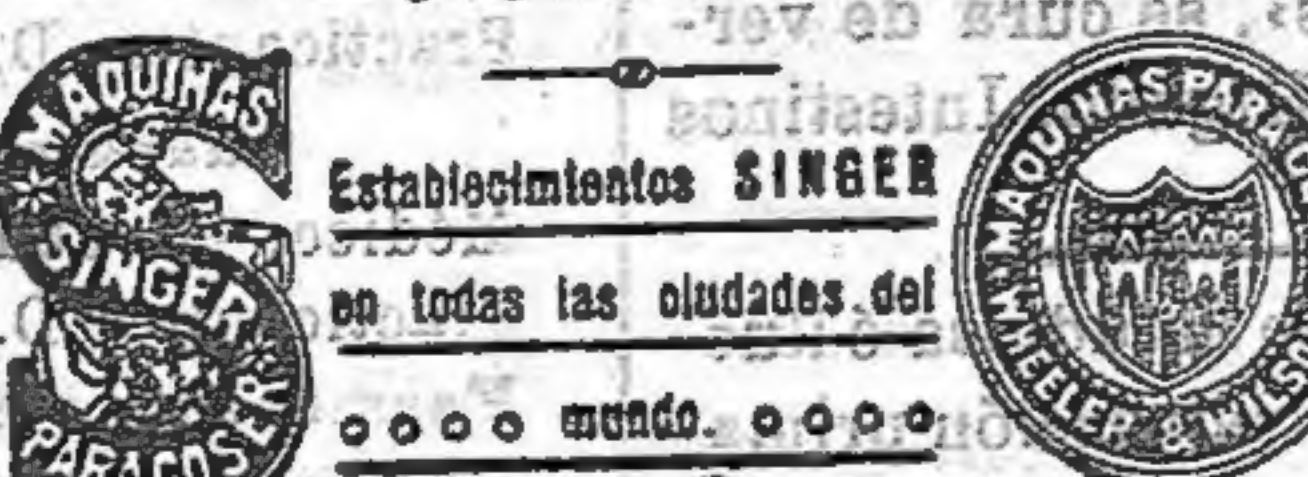 MAQUINAS
SINGER
PARA COSER
Establecimientos SINGER
en todas las ciudades del
mundo.
MAQUINAS PARA
WHEELER & WILSON